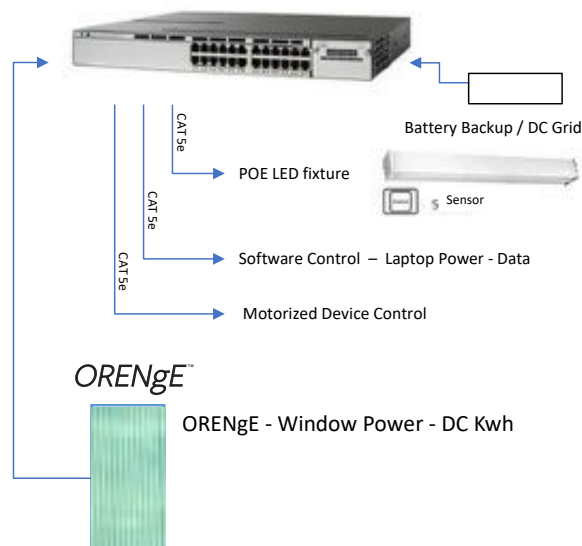 Battery Backup / DC Grid
CAT 5e
POE LED fixture
S Sensor
CAT 5e
Software Control – Laptop Power - Data
CAT 5e
Motorized Device Control
ORENgE™
ORENgE - Window Power - DC Kwh